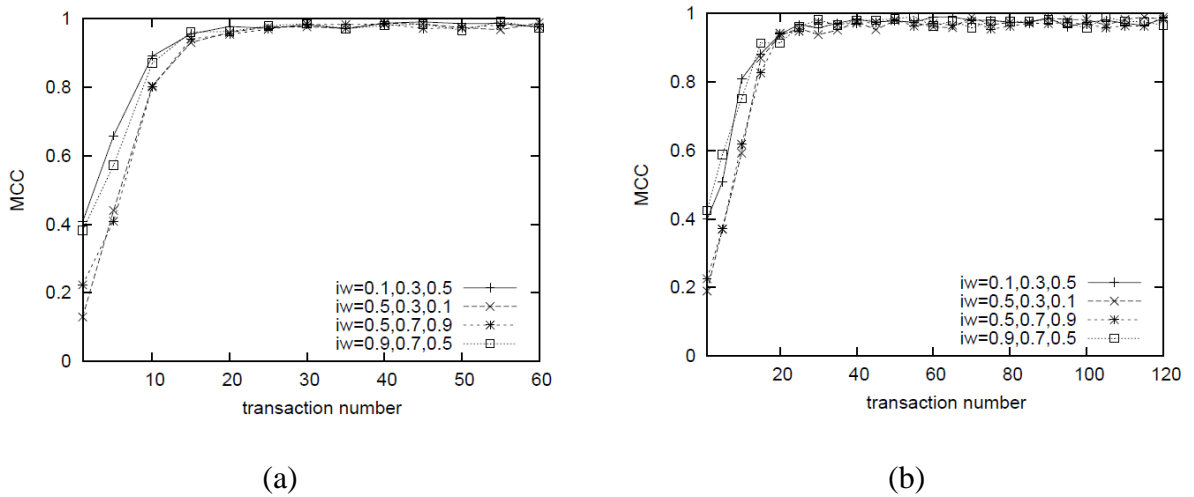 1
0.8
0.6
0.4
0.2
0
MCC
10 20 30 40 50 60
transaction number
iw=0.1,0.3,0.5
iw=0.5,0.3,0.1
iw=0.5,0.7,0.9
iw=0.9,0.7,0.5
(a)
1
0.8
0.6
0.4
0.2
0
MCC
20 40 60 80 100 120
transaction number
iw=0.1,0.3,0.5
iw=0.5,0.3,0.1
iw=0.5,0.7,0.9
iw=0.9,0.7,0.5
(b)